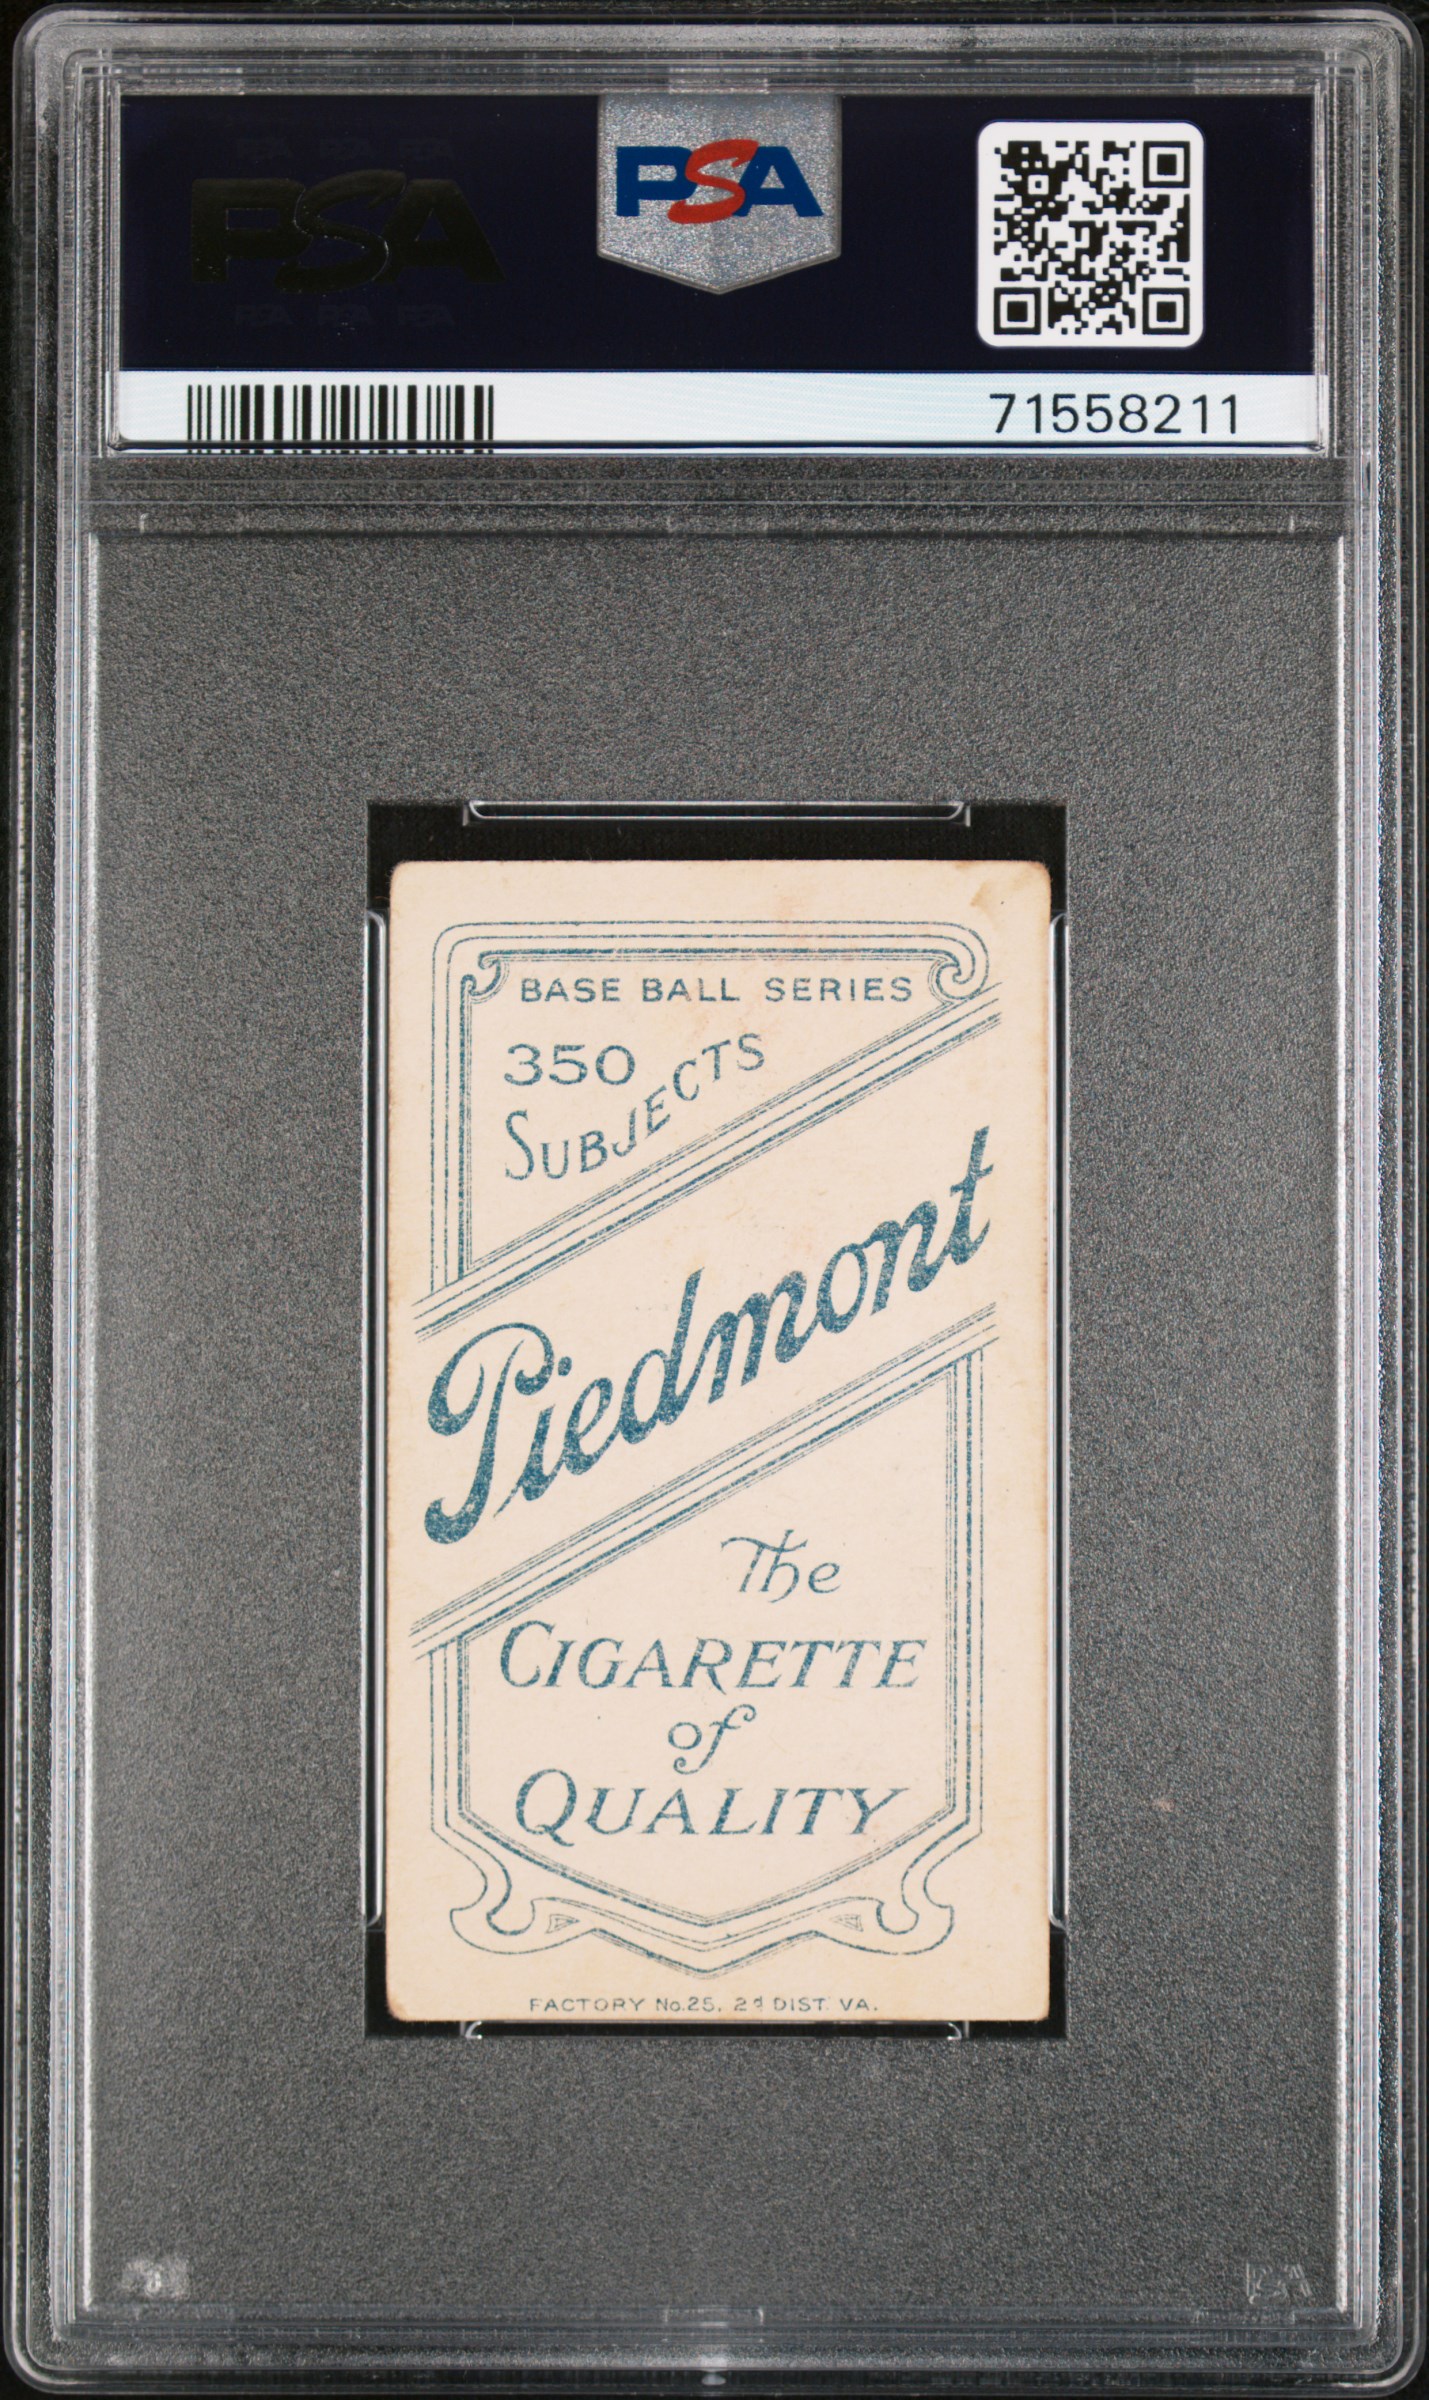 PSA
PSA
71558211
BASE BALL SERIES
350
SUBJECTS
Piedmont
The
CIGARETTE
of
QUALITY
FACTORY No.25, 2d DIST. VA.
PSA